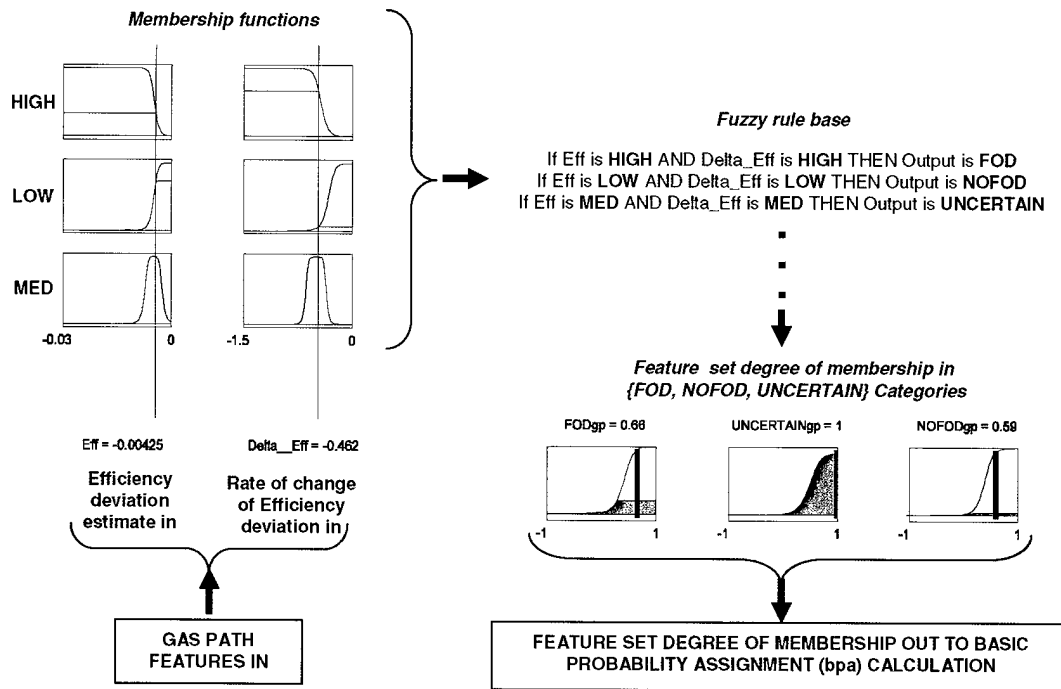 Membership functions
HIGH
LOW
MED
-0.03 0 -1.5 0
Eff = -0.00425 Delta__Eff = -0.462
Efficiency
deviation
estimate in
Rate of change
of Efficiency
deviation in
GAS PATH
FEATURES IN
Fuzzy rule base
If Eff is HIGH AND Delta_Eff is HIGH THEN Output is FOD
If Eff is LOW AND Delta_Eff is LOW THEN Output is NOFOD
If Eff is MED AND Delta_Eff is MED THEN Output is UNCERTAIN
Feature set degree of membership in
{FOD, NOFOD, UNCERTAIN} Categories
FODgp = 0.66 UNCERTAINgp = 1 NOFODgp = 0.59
-1 1 -1 1 -1 1
FEATURE SET DEGREE OF MEMBERSHIP OUT TO BASIC
PROBABILITY ASSIGNMENT (bpa) CALCULATION